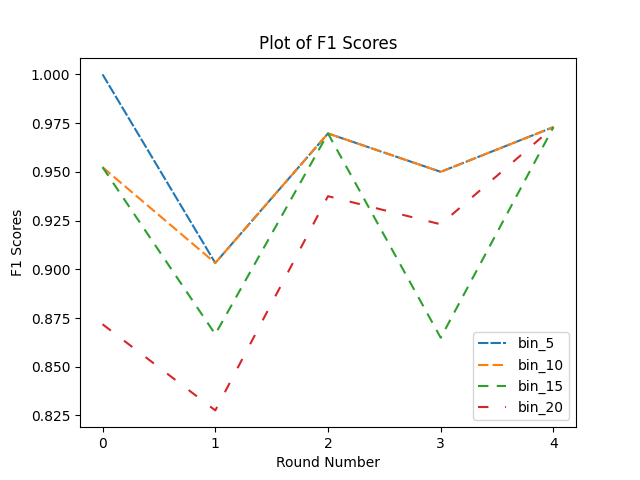 Plot of F1 Scores
1.000
0.975
0.950
0.925
0.900
0.875
0.850
0.825
F1 Scores
bin_5
bin_10
bin_15
bin_20
0 1 2 3 4
Round Number